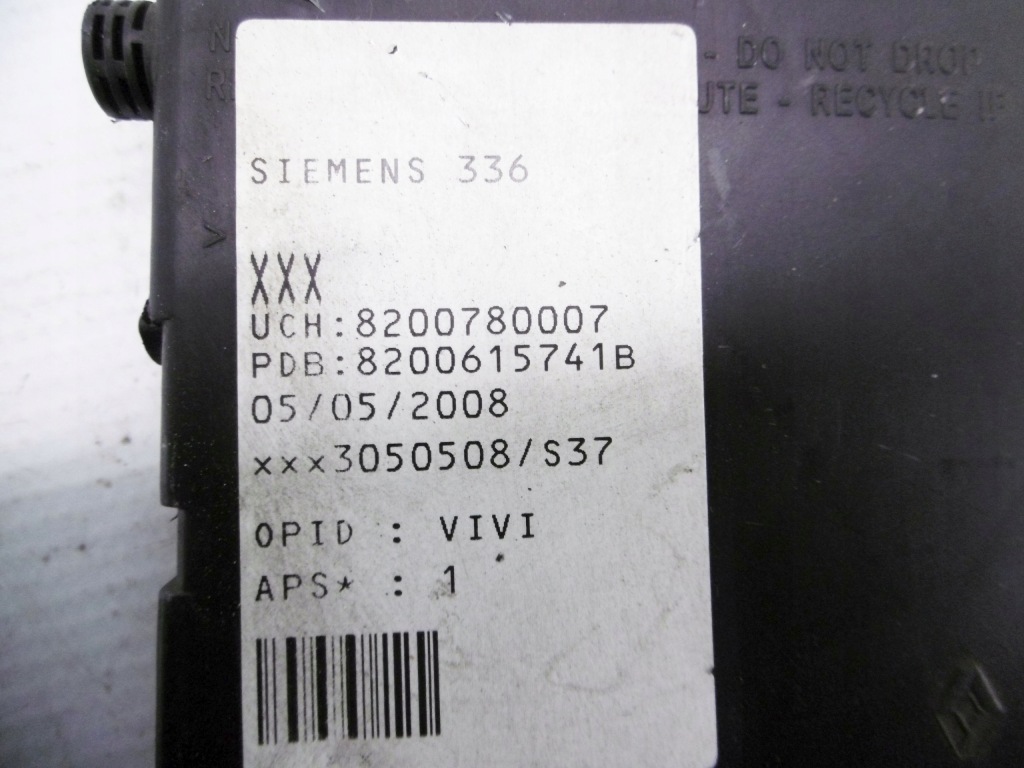 - DO NOT DROP
- RECYCLE IF
SIEMENS 336
XXX
UCH:8200780007
PDB:8200615741B
05/05/2008
xxx3050508/S37
OPID : VIVI
APS* : 1